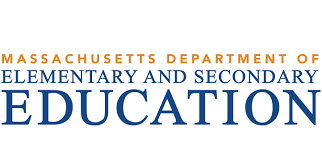 MASSACHUSETTS DEPARTMENT OF
ELEMENTARY AND SECONDARY
EDUCATION